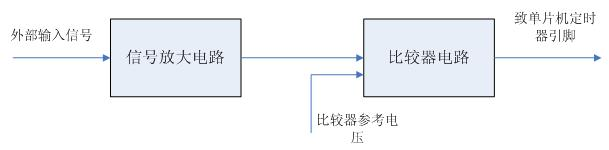 外部输入信号
信号放大电路
比较器电路
致单片机定时
器引脚
比较器参考电
压